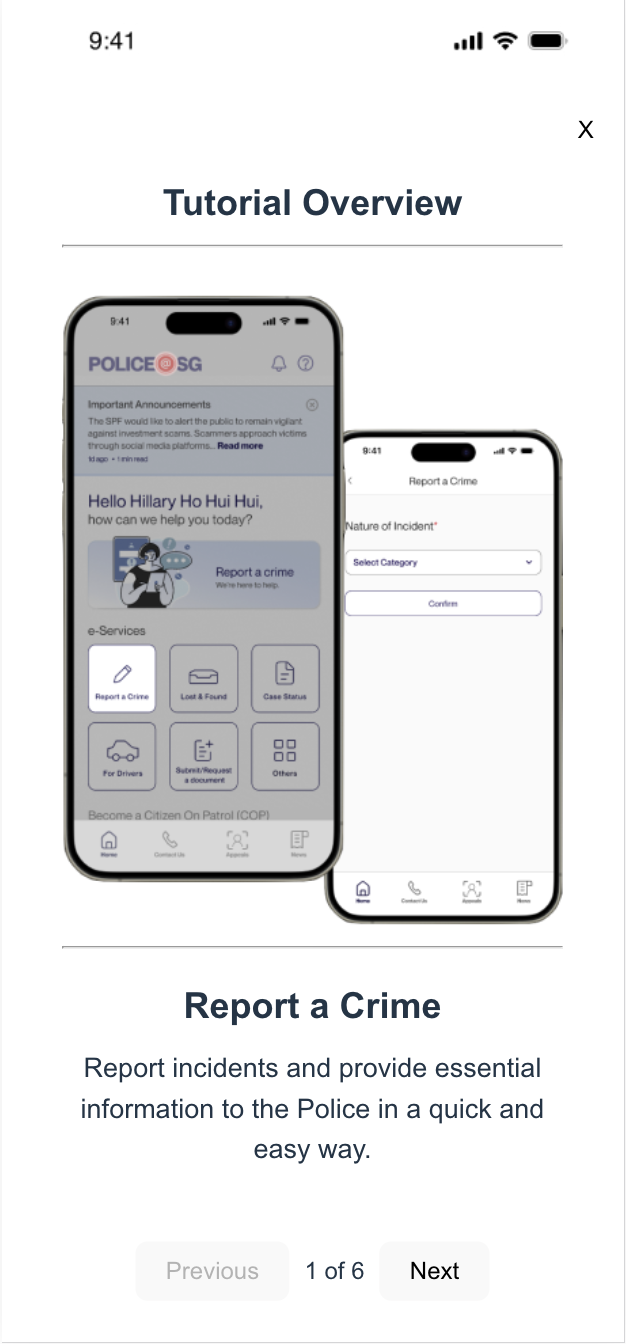 9:41
X
Tutorial Overview
9:41
POLICE@SG
Important Announcements
The SPF would like to alert the public to remain vigilant
against investment scams. Scammers approach victims
through social media platforms... Read more
1d ago • 1 min read
Hello Hillary Ho Hui Hui,
how can we help you today?
Report a crime
We're here to help.
e-Services
Report a Crime
Lost & Found
Case Status
For Drivers
Submit/Request
a document
Others
Become a Citizen On Patrol (COP)
Home
Contact Us
Appeals
News
9:41
Report a Crime
Nature of Incident*
Select Category
Confirm
Home
Contact Us
Appeals
News
Report a Crime
Report incidents and provide essential
information to the Police in a quick and
easy way.
Previous
1 of 6
Next